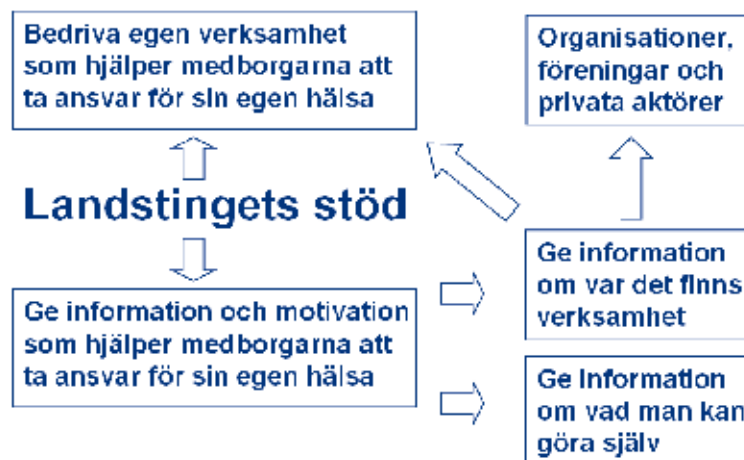 Bedriva egen verksamhet
som hjälper medborgarna att
ta ansvar för sin egen hälsa
Organisationer,
föreningar och
privata aktörer
Landstingets stöd
Ge information och motivation
som hjälper medborgarna att
ta ansvar för sin egen hälsa
Ge information
om var det finns
verksamhet
Ge information
om vad man kan
göra själv